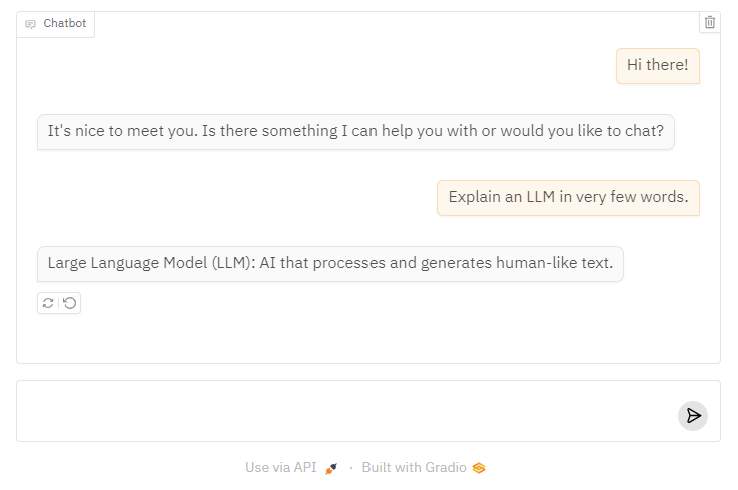 Chatbot
Hi there!
It's nice to meet you. Is there something I can help you with or would you like to chat?
Explain an LLM in very few words.
Large Language Model (LLM): AI that processes and generates human-like text.
Use via API · Built with Gradio